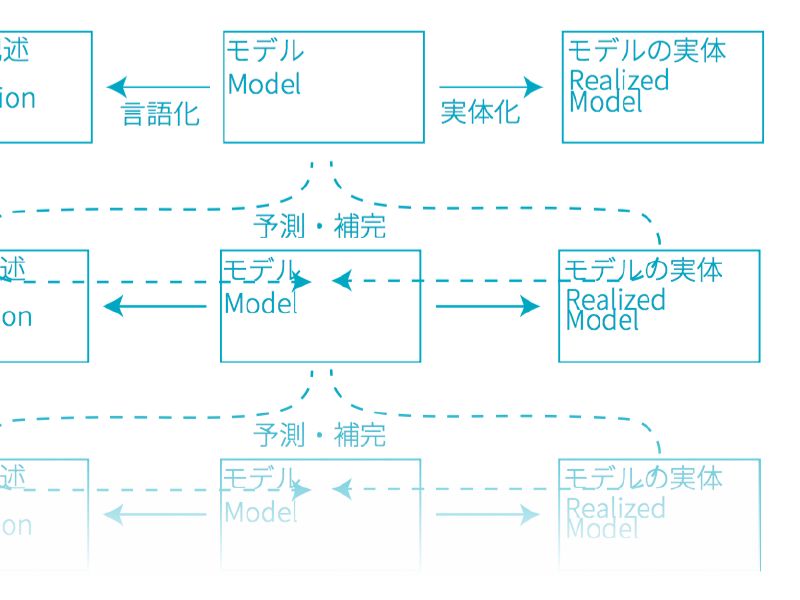 述
モデル
モデルの実体
ion
Model
Realized
Model
言語化
実体化
予測・補完
述
モデル
モデルの実体
on
Model
Realized
Model
予測・補完
述
モデル
モデルの実体
on
Model
Realized
Model